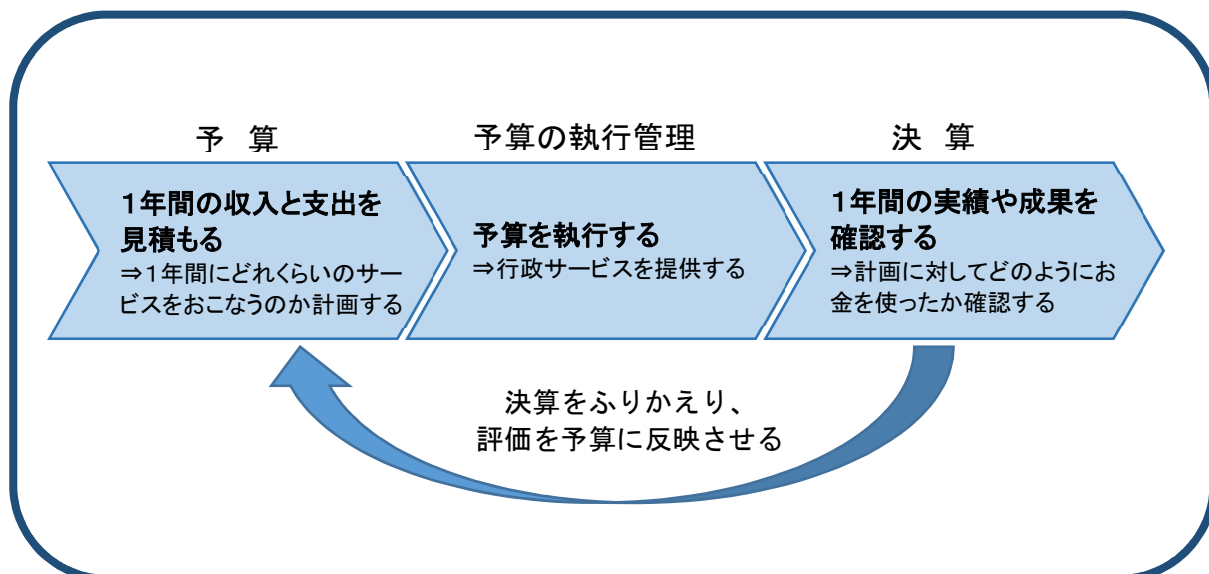 予 算
1年間の収入と支出を
見積もる
⇒1年間にどれくらいのサー
ビスをおこなうのか計画する
予算の執行管理
予算を執行する
⇒行政サービスを提供する
決 算
1年間の実績や成果を
確認する
⇒計画に対してどのようにお
金を使ったか確認する
決算をふりかえり、
評価を予算に反映させる